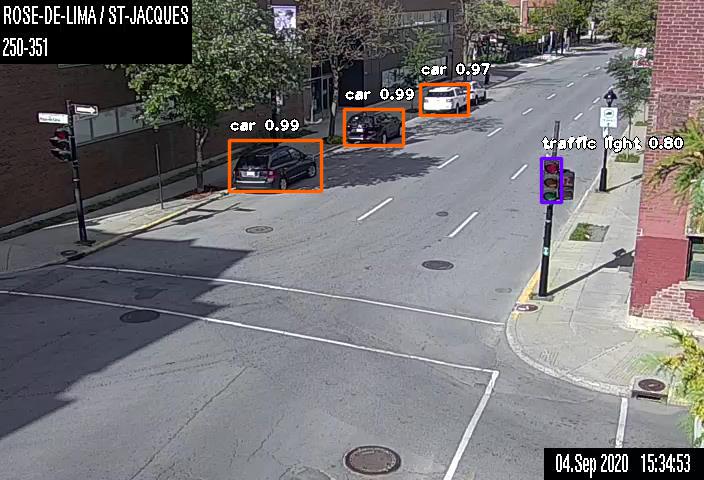 ROSE-DE-LIMA / ST-JACQUES
250-351
car 0.97
car 0.99
car 0.99
traffic light 0.80
04.Sep 2020 15:34:53